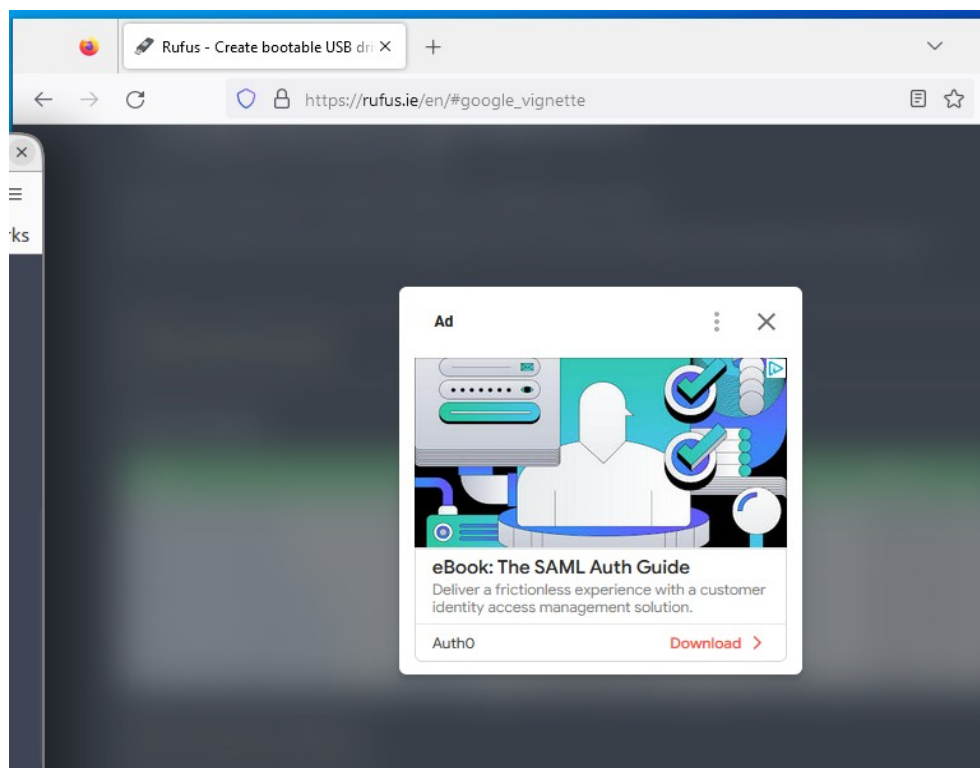 Rufus - Create bootable USB dri
https://rufus.ie/en/#google_vignette
rks
Ad
eBook: The SAML Auth Guide
Deliver a frictionless experience with a customer
identity access management solution.
Auth0
Download